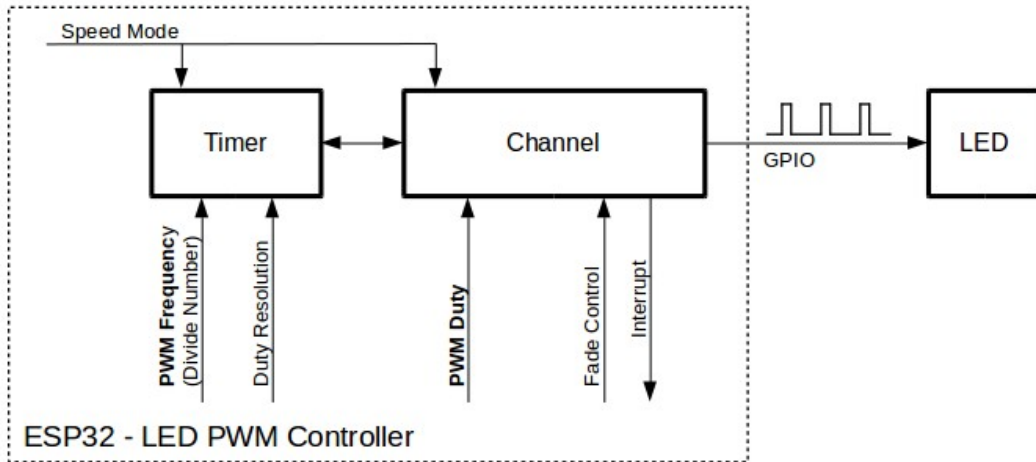 Speed Mode
Timer
Channel
GPIO
LED
PWM Frequency
(Divide Number)
Duty Resolution
PWM Duty
Fade Control
Interrupt
ESP32 - LED PWM Controller